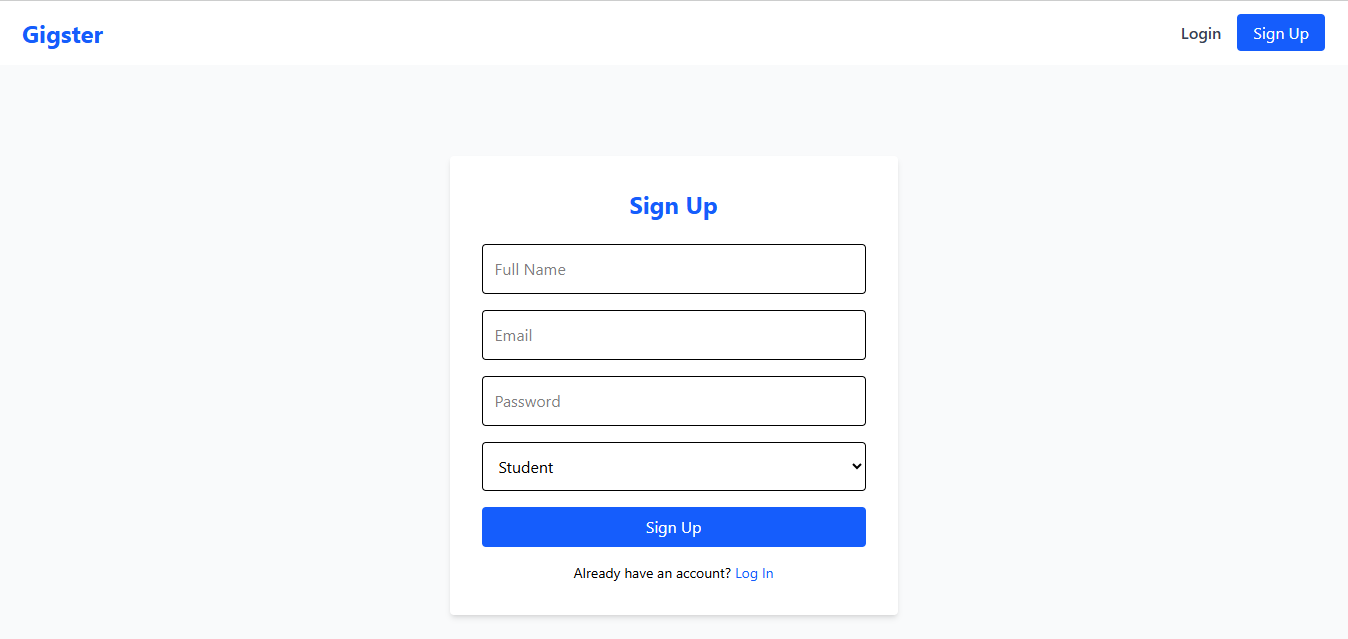 Gigster
Login
Sign Up
Sign Up
Full Name
Email
Password
Student
Sign Up
Already have an account? Log In